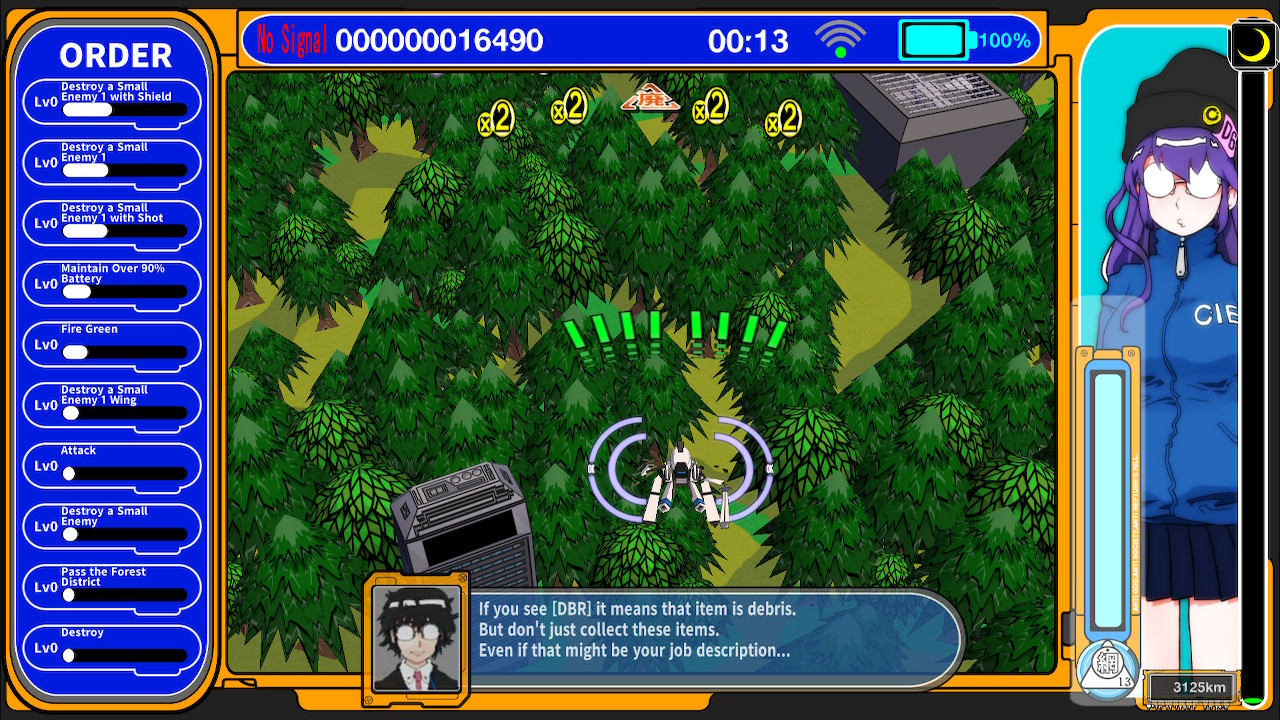 ORDER
Lv0
Destroy a Small
Enemy 1 with Shield
Lv0
Destroy a Small
Enemy 1
Lv0
Destroy a Small
Enemy 1 with Shot
Lv0
Maintain Over 90%
Battery
Lv0
Fire Green
Lv0
Destroy a Small
Enemy 1 Wing
Lv0
Attack
Lv0
Destroy a Small
Enemy
Lv0
Pass the Forest
District
Lv0
Destroy
No Signal 000000016490
00:13
100%
x2
x2
廃
x2
x2
CIE
網
13
3125km
If you see [DBR] it means that item is debris.
But don't just collect these items.
Even if that might be your job description...